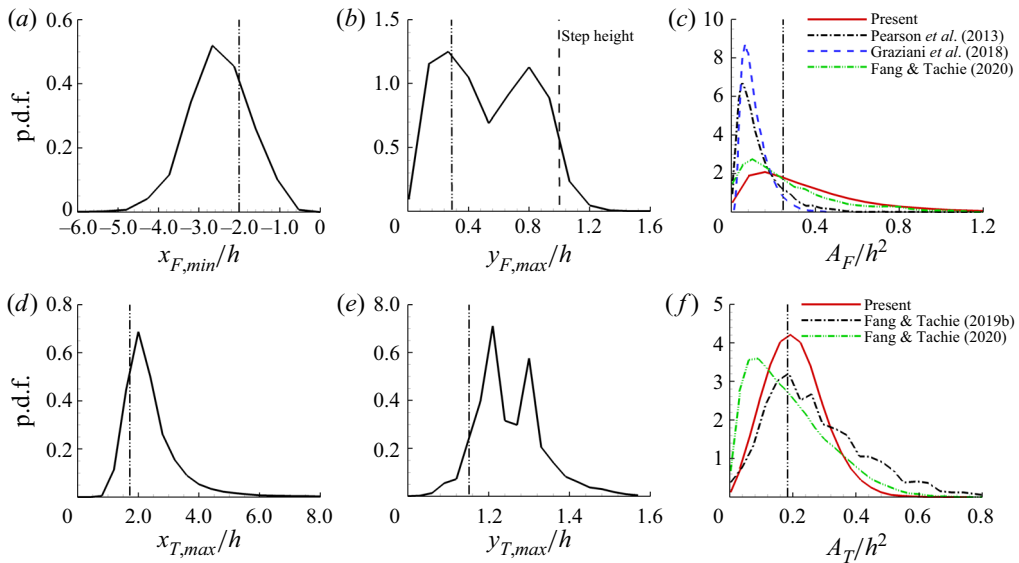 (a)
0.6
0.4
0.2
0
p.d.f.
−6.0 −5.0 −4.0 −3.0 −2.0 −1.0 0
x_{F,min}/h
(b)
1.5
1.0
0.5
0
Step height
0.4 0.8 1.2 1.6
y_{F,max}/h
(c)
10
8
6
4
2
0
Present
Pearson et al. (2013)
Graziani et al. (2018)
Fang & Tachie (2020)
0.4 0.8 1.2
A_F/h^2
(d)
0.8
0.6
0.4
0.2
0
p.d.f.
2.0 4.0 6.0 8.0
x_{T,max}/h
(e)
0.8
0.6
0.4
0.2
0
1.2 1.4 1.6
y_{T,max}/h
(f)
5
4
3
2
1
0
Present
Fang & Tachie (2019b)
Fang & Tachie (2020)
0.2 0.4 0.6 0.8
A_T/h^2